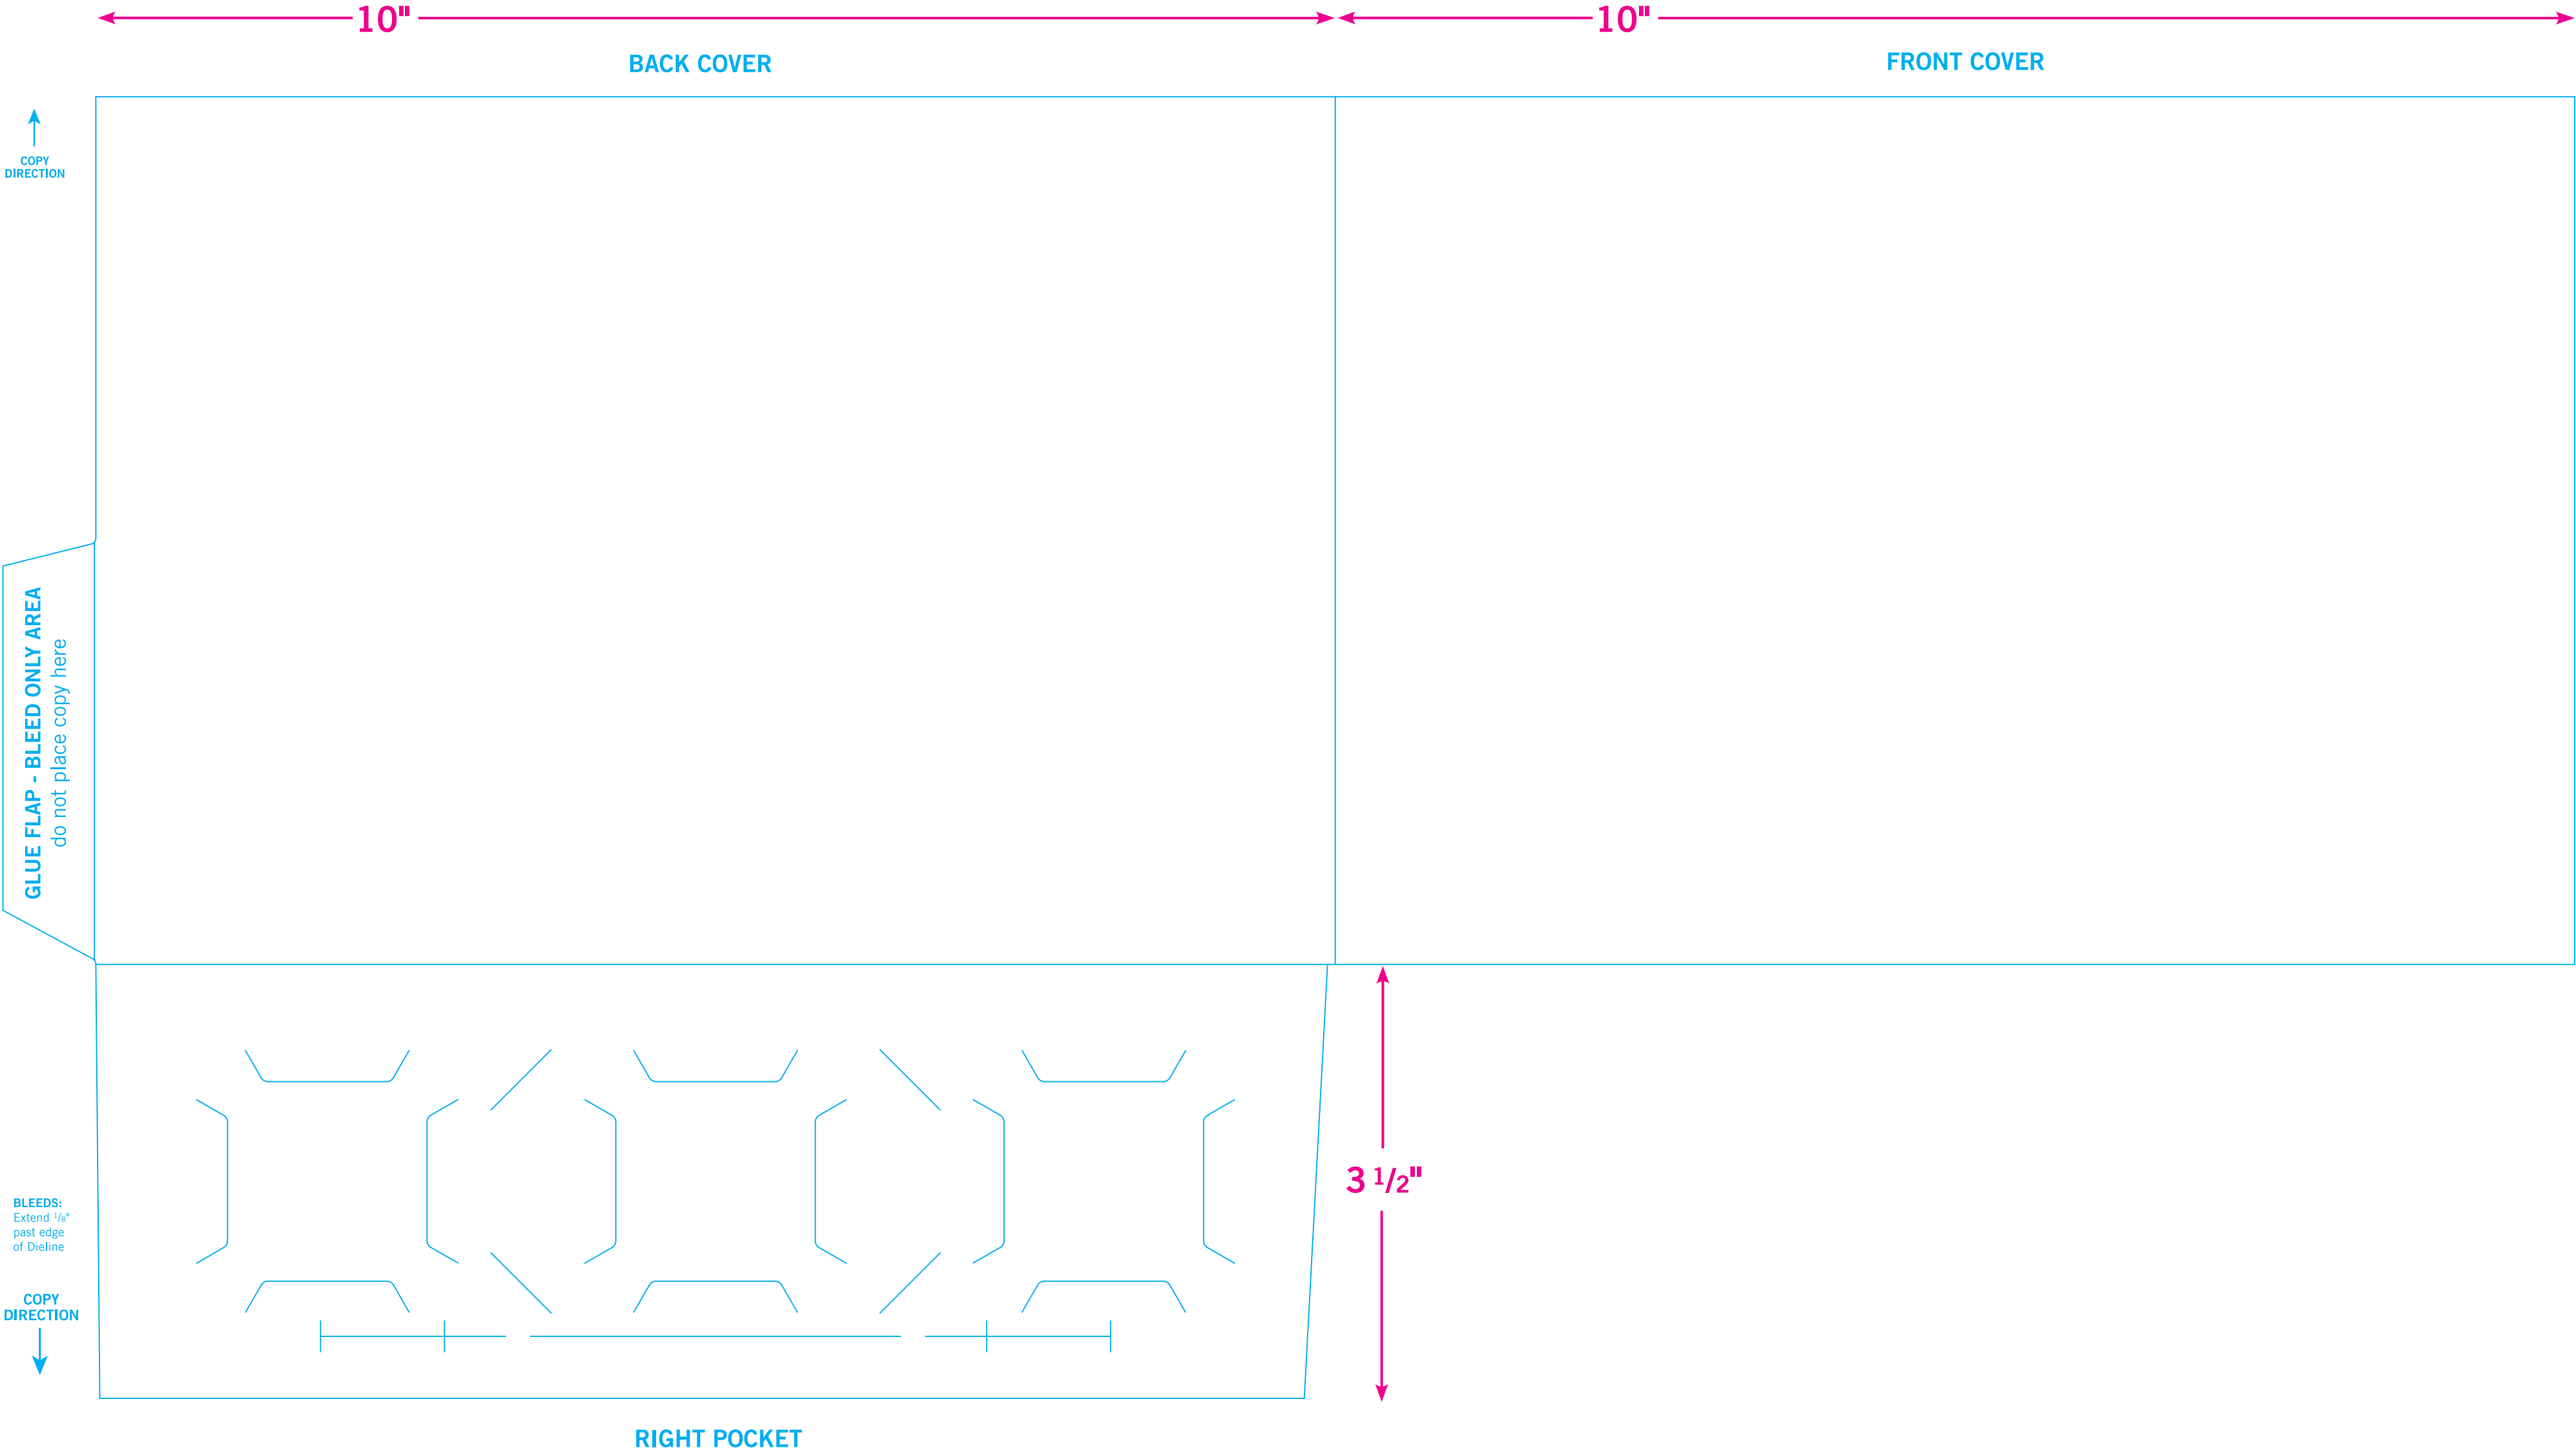 10"
10"
BACK COVER
FRONT COVER
COPY
DIRECTION
GLUE FLAP - BLEED ONLY AREA
do not place copy here
3 1/2"
BLEEDS:
Extend 1/8"
past edge
of Dieline
COPY
DIRECTION
RIGHT POCKET